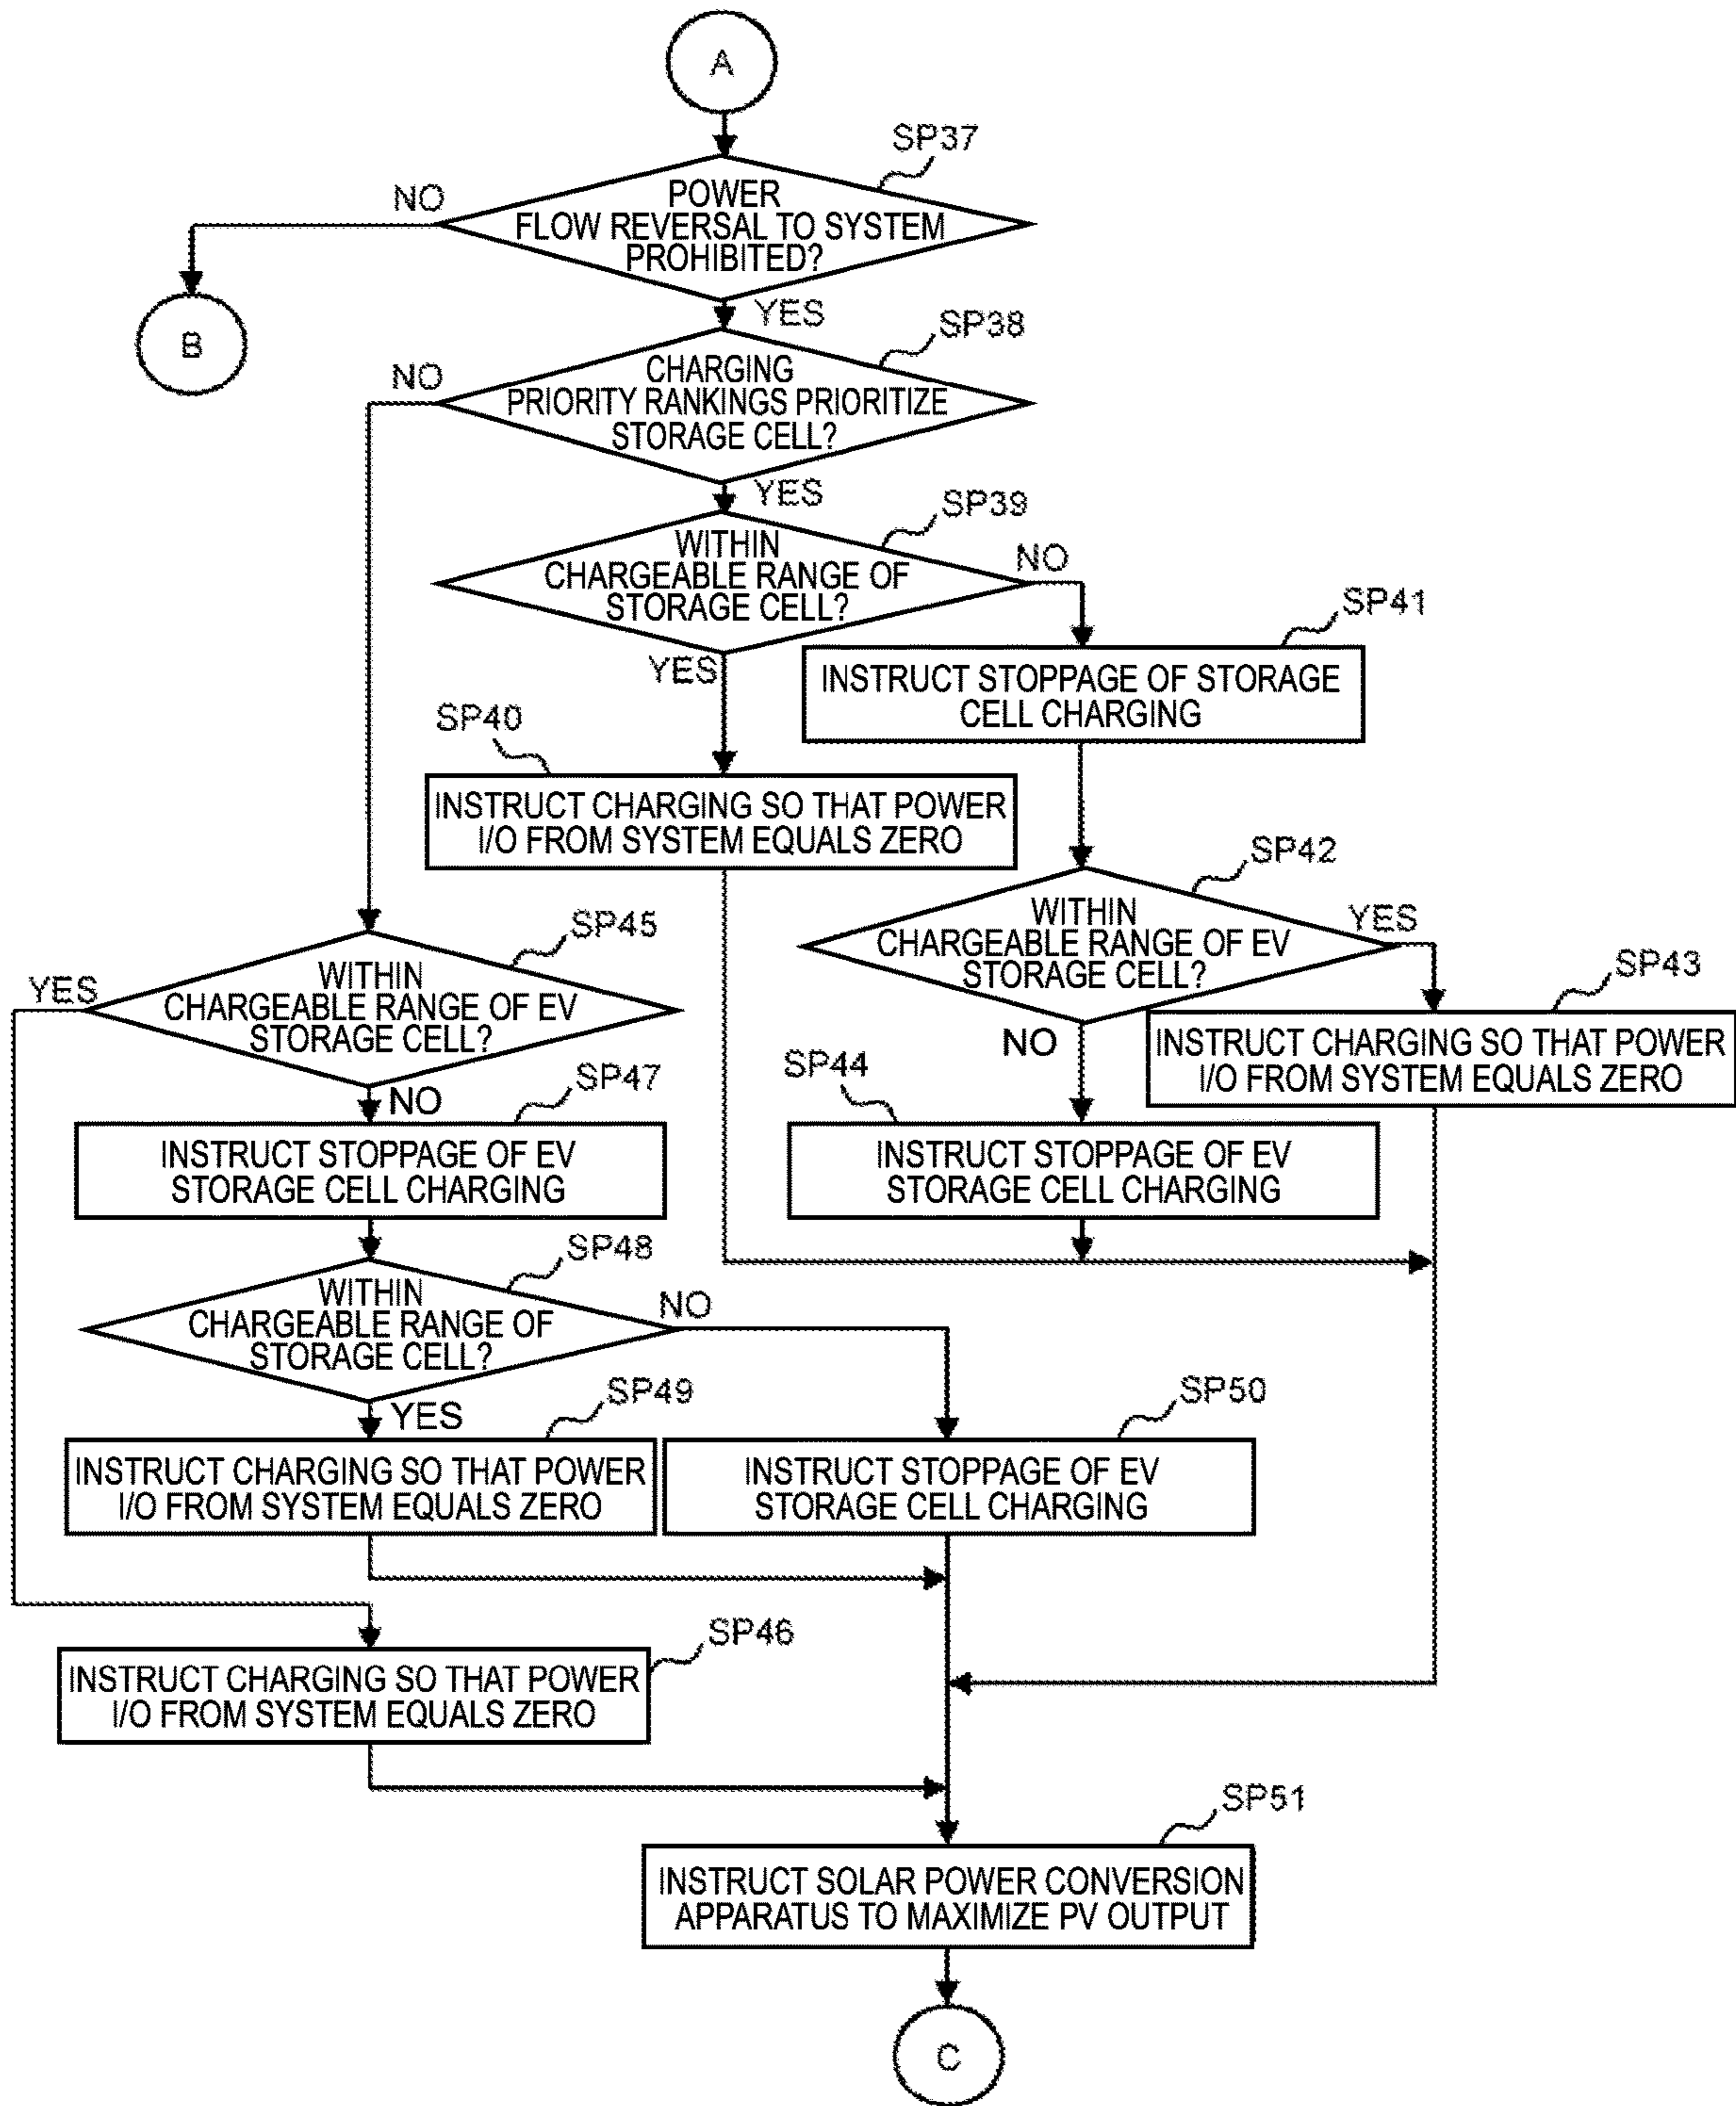 A
SP37
NO
POWER
FLOW REVERSAL TO SYSTEM
PROHIBITED?
B
YES
SP38
NO
CHARGING
PRIORITY RANKINGS PRIORITIZE
STORAGE CELL?
YES
SP39
WITHIN
CHARGEABLE RANGE OF
STORAGE CELL?
NO
SP41
YES
INSTRUCT STOPPAGE OF STORAGE
CELL CHARGING
SP40
INSTRUCT CHARGING SO THAT POWER
I/O FROM SYSTEM EQUALS ZERO
SP42
WITHIN
CHARGEABLE RANGE OF EV
STORAGE CELL?
YES
SP43
NO
INSTRUCT CHARGING SO THAT POWER
I/O FROM SYSTEM EQUALS ZERO
SP44
INSTRUCT STOPPAGE OF EV
STORAGE CELL CHARGING
SP45
YES
WITHIN
CHARGEABLE RANGE OF EV
STORAGE CELL?
SP47
NO
INSTRUCT STOPPAGE OF EV
STORAGE CELL CHARGING
SP48
WITHIN
CHARGEABLE RANGE OF
STORAGE CELL?
NO
YES
SP49
INSTRUCT CHARGING SO THAT POWER
I/O FROM SYSTEM EQUALS ZERO
SP50
INSTRUCT STOPPAGE OF EV
STORAGE CELL CHARGING
SP46
INSTRUCT CHARGING SO THAT POWER
I/O FROM SYSTEM EQUALS ZERO
SP51
INSTRUCT SOLAR POWER CONVERSION
APPARATUS TO MAXIMIZE PV OUTPUT
C